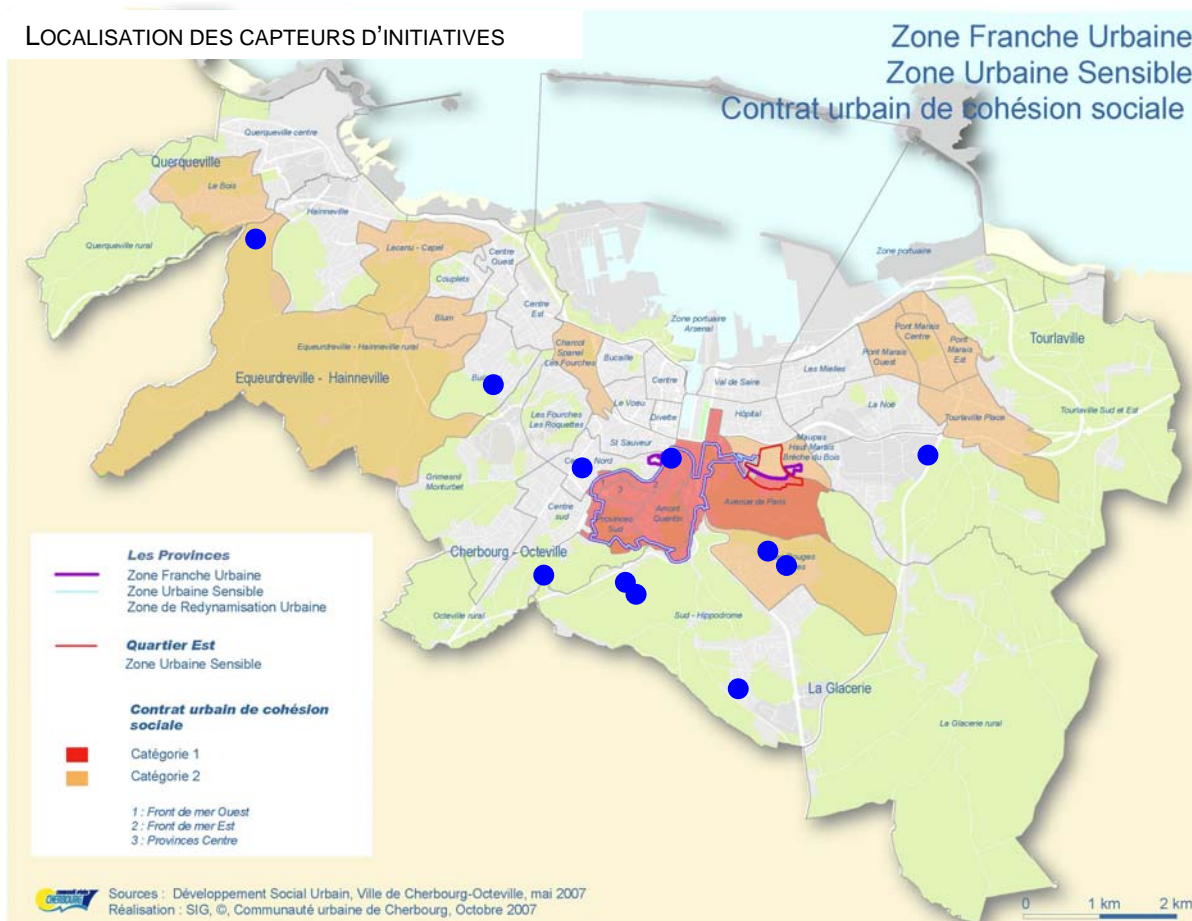 LOCALISATION DES CAPTEURS D'INITIATIVES
Zone Franche Urbaine
Zone Urbaine Sensible
Contrat urbain de cohésion sociale
Querqueville centre
Querqueville
Le Bois
Hainneville
Querqueville rural
Lecanu - Capel
Centre
Ouest
Couplets
Zone portuaire
Centre
Est
Blum
Zone portuaire
Arsenal
Equeurdreville - Hainneville rural
Equeurdreville - Hainneville
Charcot
Spanel
Les Fourches
Bucaille
Centre
Val de Saire
Les Mielles
Pont Marais
Centre
Pont Marais
Ouest
Pont
Marais
Est
Tourlaville
Le Voeu
Divette
Hôpital
La Noë
Tourlaville Place
Tourlaville Sud et Est
Les Fourches
Les Roquettes
St Sauveur
Nord
Maupas
Haut Marais
Brèche du Bois
Grimesnil
Monturbet
Centre
sud
3
2
Provinces
Sud
Amont
Quentin
Avenue de Paris
Cherbourg - Octeville
Rouges
Octeville rural
Sud - Hippodrome
La Glacerie
La Glacerie rural
Les Provinces
Zone Franche Urbaine
Zone Urbaine Sensible
Zone de Redynamisation Urbaine
Quartier Est
Zone Urbaine Sensible
Contrat urbain de cohésion
sociale
Catégorie 1
Catégorie 2
1 : Front de mer Ouest
2 : Front de mer Est
3 : Provinces Centre
CHERBOURG
Sources : Développement Social Urbain, Ville de Cherbourg-Octeville, mai 2007
Réalisation : SIG, ©, Communauté urbaine de Cherbourg, Octobre 2007
0 1 km 2 km